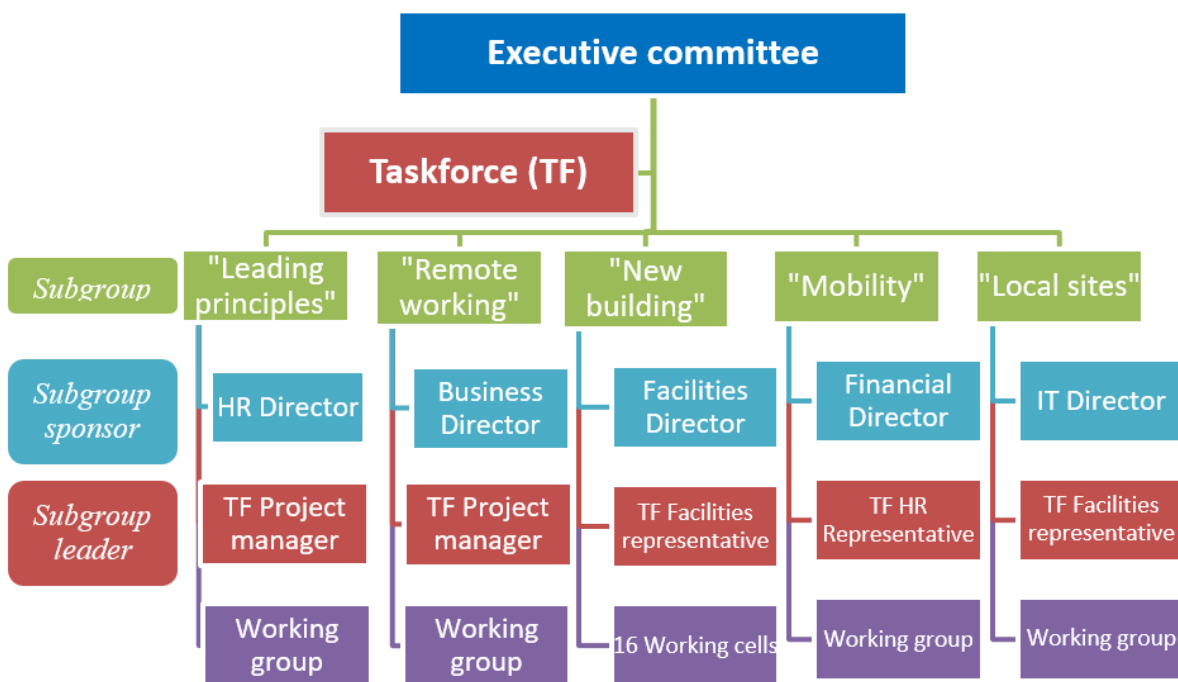 Executive committee
Taskforce (TF)
Subgroup
"Leading
principles"
"Remote
working"
"New
building"
"Mobility"
"Local sites"
Subgroup
sponsor
HR Director
Business
Director
Facilities
Director
Financial
Director
IT Director
Subgroup
leader
TF Project
manager
TF Project
manager
TF Facilities
representative
TF HR
Representative
TF Facilities
representative
Working
group
Working
group
16 Working cells
Working group
Working group